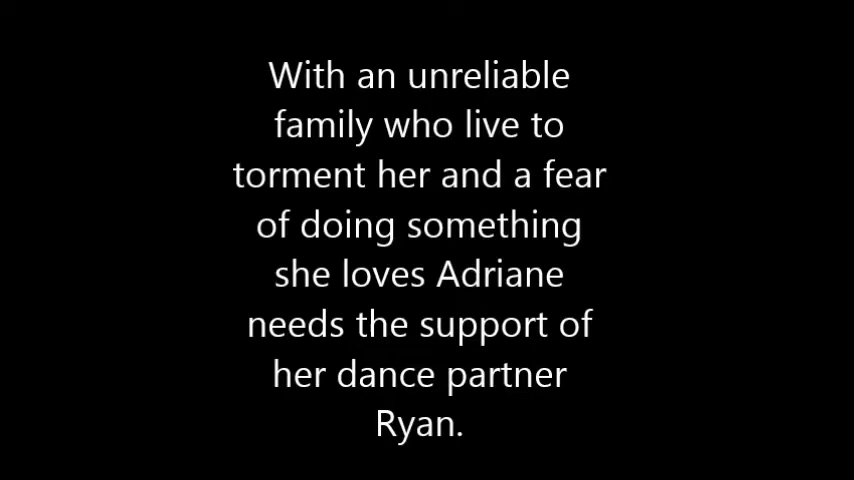 With an unreliable
family who live to
torment her and a fear
of doing something
she loves Adriane
needs the support of
her dance partner
Ryan.